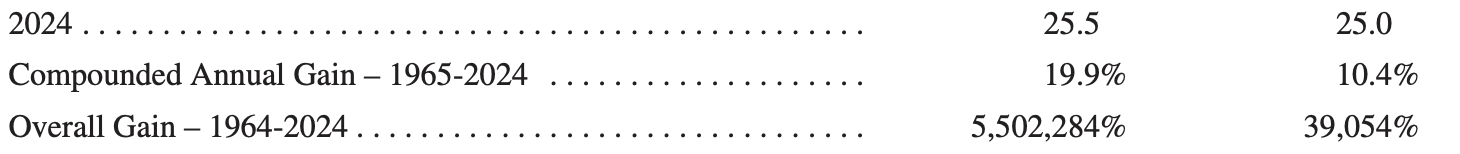 2024 . . . . . . . . . . . . . . . . . . . . . . . . . . . . . . . . . . . . . . . . . . . . . . . . . 25.5 25.0
Compounded Annual Gain – 1965-2024 . . . . . . . . . . . . . . . . . . . . 19.9% 10.4%
Overall Gain – 1964-2024 . . . . . . . . . . . . . . . . . . . . . . . . . . . . . . . . 5,502,284% 39,054%